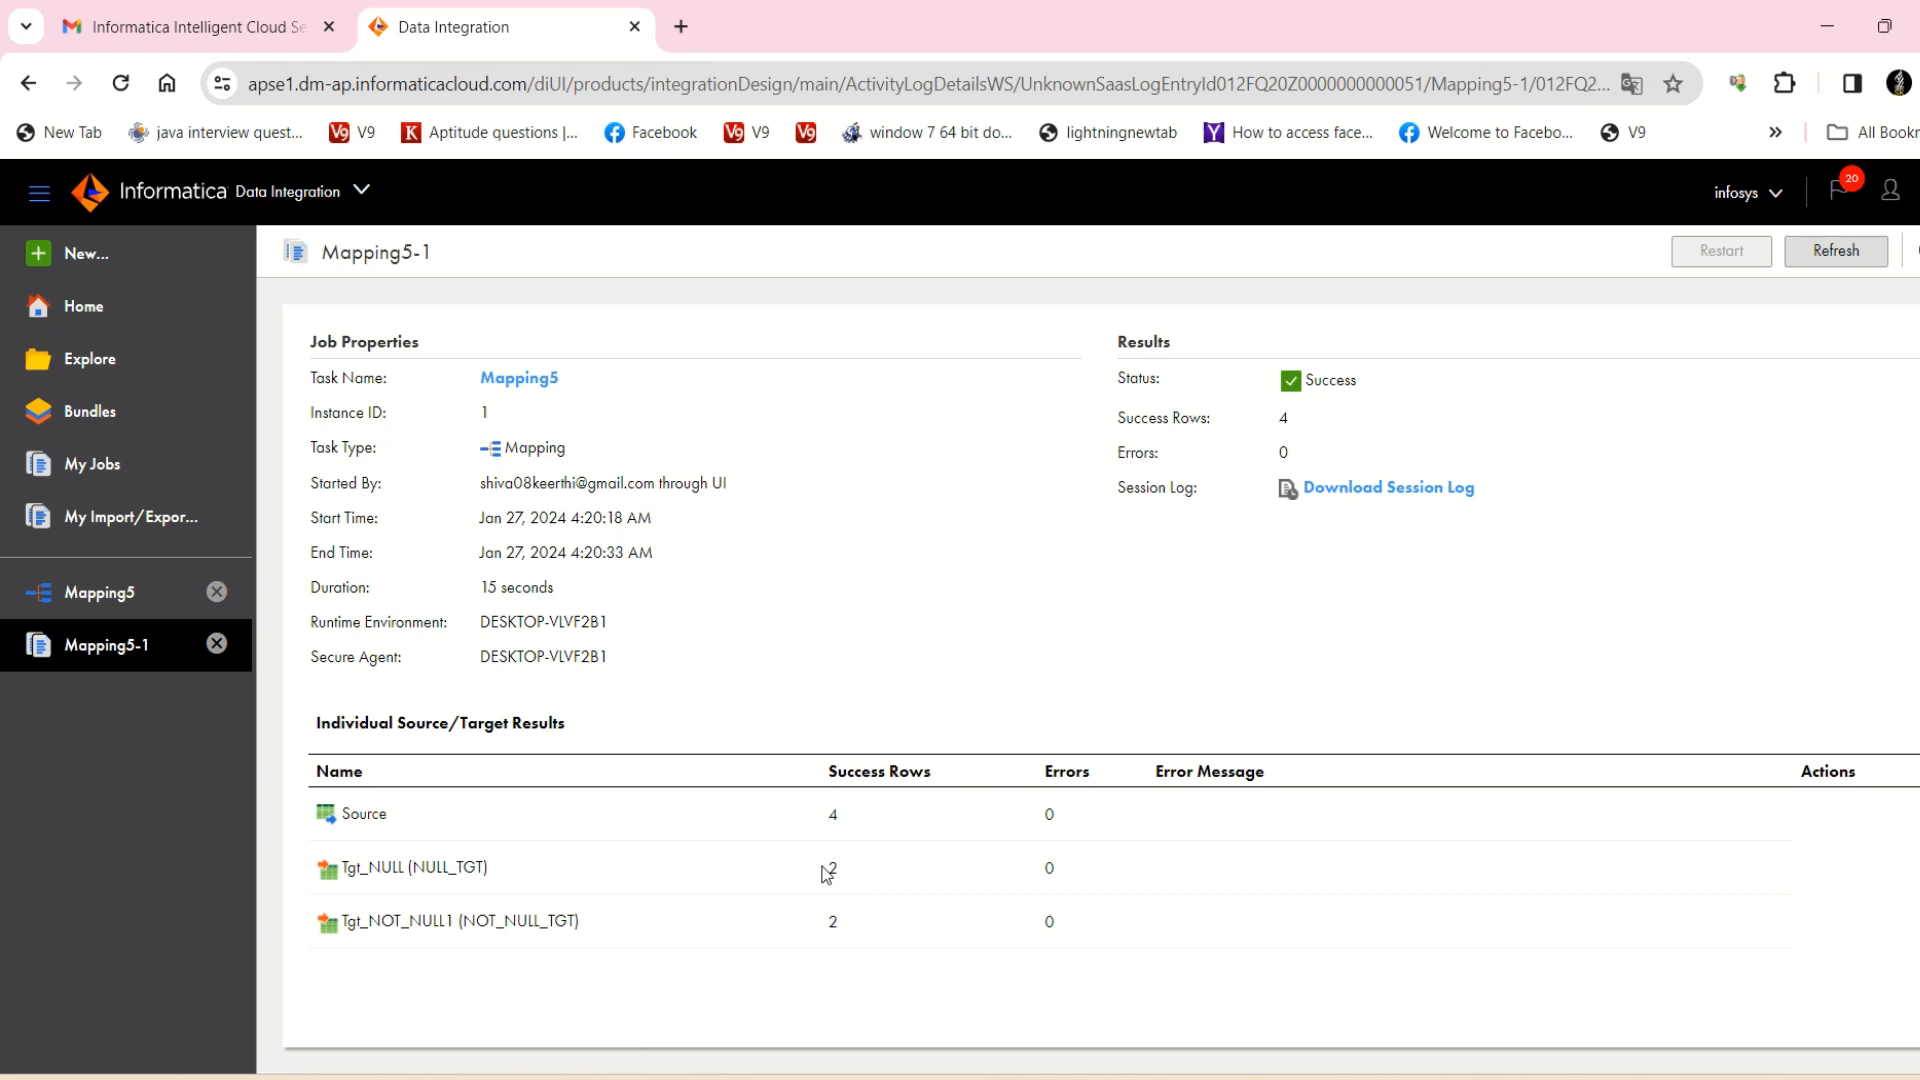 Informatica Intelligent Cloud Se
Data Integration
apse1.dm-ap.informaticacloud.com/diUI/products/integrationDesign/main/ActivityLogDetailsWS/UnknownSaasLogEntryId012FQ20Z0000000000051/Mapping5-1/012FQ2...
New Tab
java interview quest...
V9
Aptitude questions |...
Facebook
V9
window 7 64 bit do...
lightningnewtab
How to access face...
Welcome to Facebo...
V9
»
All Bookr
Informatica Data Integration
infosys
20
New...
Home
Explore
Bundles
My Jobs
My Import/Expor...
Mapping5
Mapping5-1
Mapping5-1
Restart
Refresh
Job Properties
Task Name: Mapping5
Instance ID: 1
Task Type: Mapping
Started By: shiva08keerthi@gmail.com through UI
Start Time: Jan 27, 2024 4:20:18 AM
End Time: Jan 27, 2024 4:20:33 AM
Duration: 15 seconds
Runtime Environment: DESKTOP-VLVF2B1
Secure Agent: DESKTOP-VLVF2B1
Results
Status: Success
Success Rows: 4
Errors: 0
Session Log: Download Session Log
Individual Source/Target Results
Name Success Rows Errors Error Message Actions
Source 4 0
Tgt_NULL (NULL_TGT) 2 0
Tgt_NOT_NULL1 (NOT_NULL_TGT) 2 0